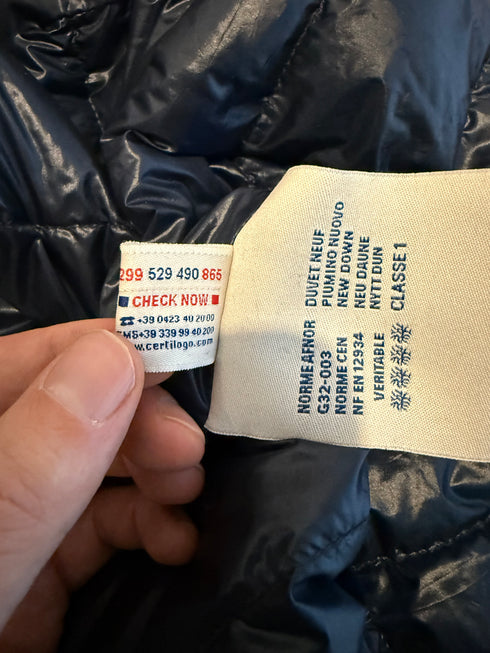 299 529 490 865
CHECK NOW
☎ +39 0423 40 20 00
SMS+39 339 99 40 200
www.certilogo.com
NORME AFNOR
G32-003
NORME CEN
NF EN 12934
DUVET NEUF
PIUMINO NUOVO
NEW DOWN
NEU DAUNE
NYTT DUN
VERITABLE
CLASSE 1